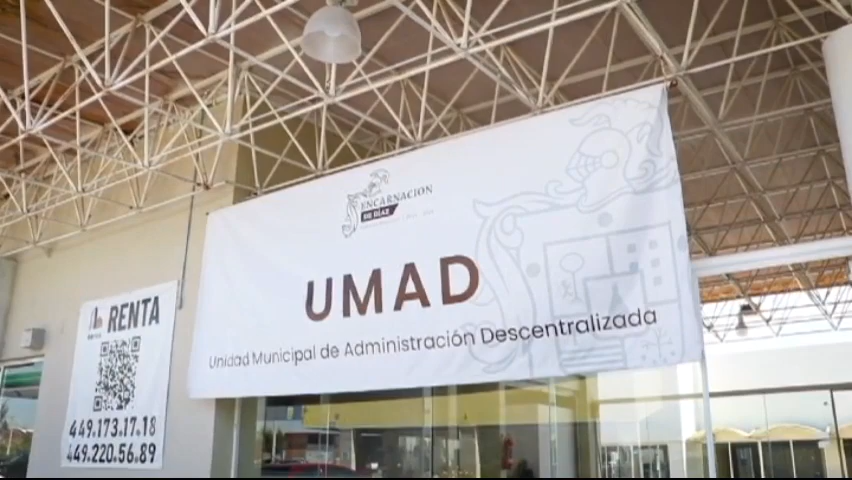 ENCARNACION
DE DÍAZ
UMAD
Unidad Municipal de Administración Descentralizada
RENTA
449.173.17.18
449.220.56.89